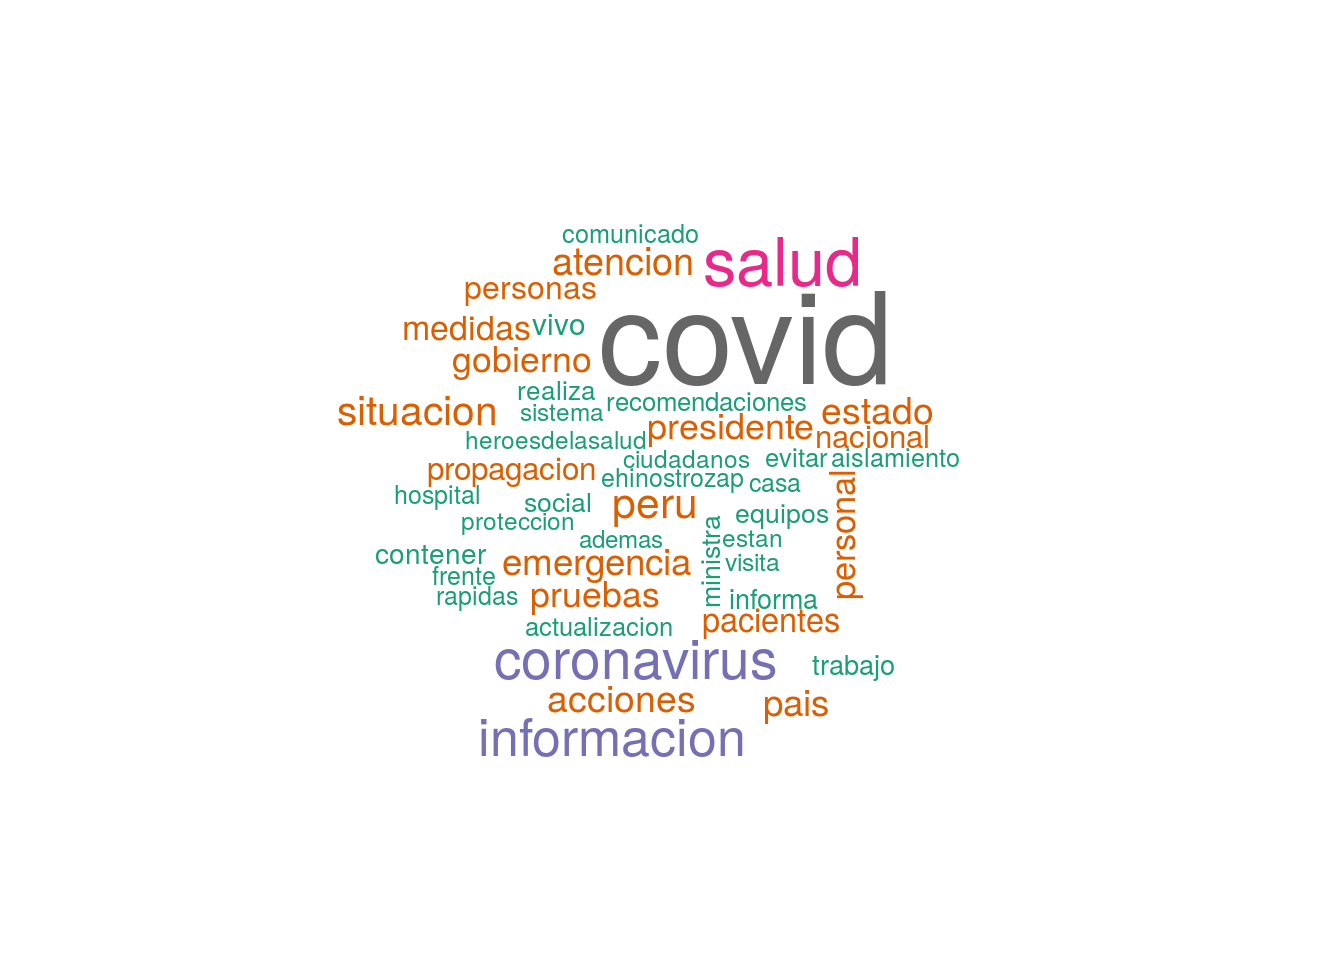 comunicado
atencion
salud
personas
covid
medidas
vivo
gobierno
realiza
recomendaciones
situacion
sistema
estado
presidente
nacional
heroesdelasalud
ciudadanos
evitar
aislamiento
propagacion
ehinostrozap
casa
hospital
social
peru
personal
proteccion
equipos
ademas
estan
ministra
contener
emergencia
visita
frente
rapidas
pruebas
informa
actualizacion
pacientes
coronavirus
trabajo
acciones
pais
informacion